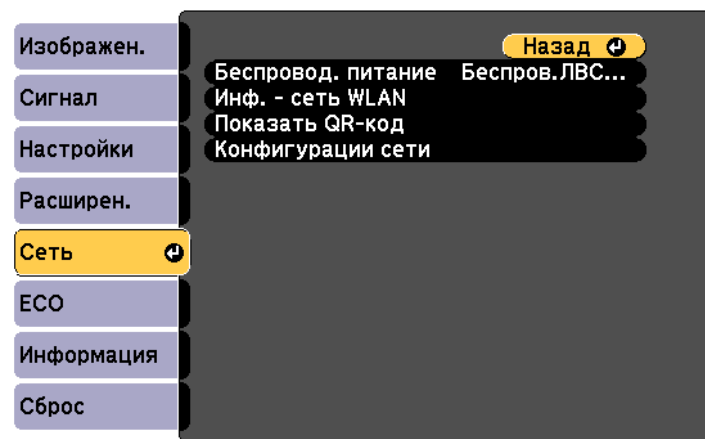 Изображен.
Сигнал
Настройки
Расширен.
Сеть
ECO
Информация
Сброс
Назад
Беспровод. питание Беспров.ЛВС...
Инф. - сеть WLAN
Показать QR-код
Конфигурации сети